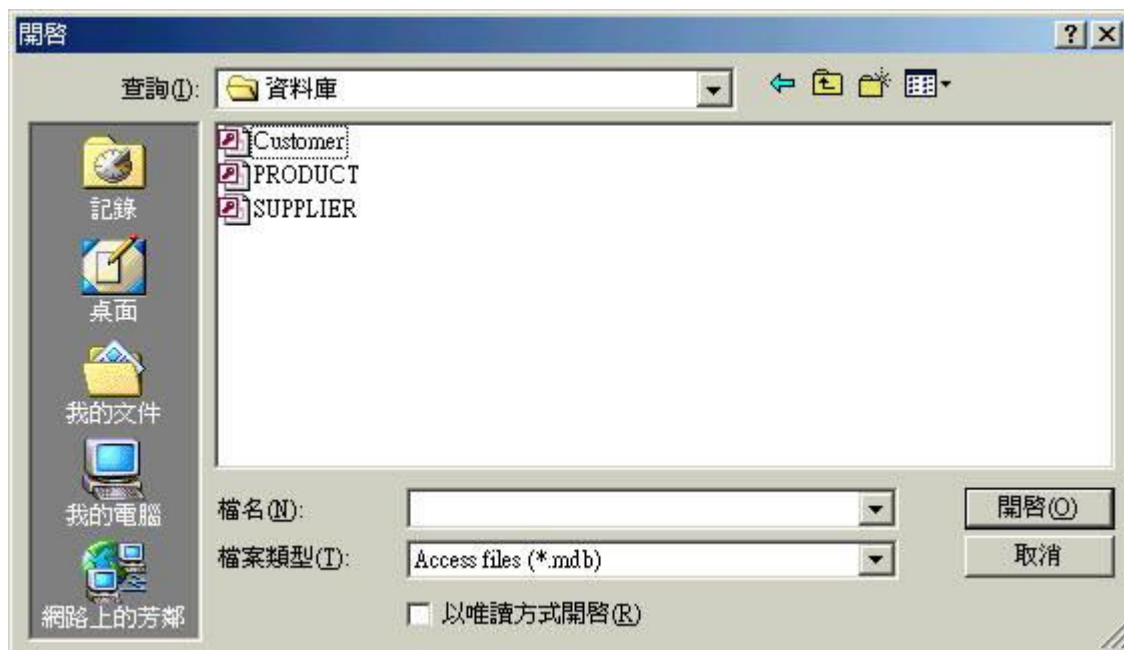 開啓
查詢(I):
資料庫
Customer
PRODUCT
SUPPLIER
記錄
桌面
我的文件
我的電腦
網路上的芳鄰
檔名(N):
開啓(O)
檔案類型(T):
Access files (*.mdb)
取消
以唯讀方式開啓(R)